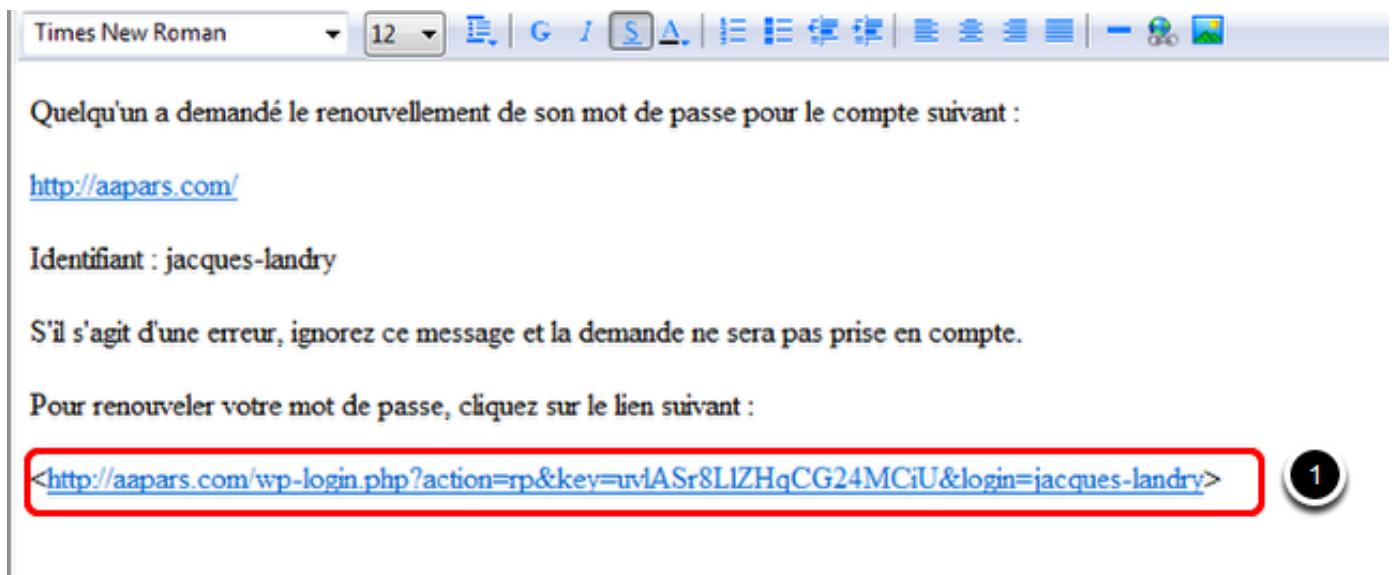 Times New Roman 12 G I S A
Quelqu'un a demandé le renouvellement de son mot de passe pour le compte suivant :
http://aapars.com/
Identifiant : jacques-landry
S'il s'agit d'une erreur, ignorez ce message et la demande ne sera pas prise en compte.
Pour renouveler votre mot de passe, cliquez sur le lien suivant :
<http://aapars.com/wp-login.php?action=rp&key=uvlASr8LlZHqCG24MCiU&login=jacques-landry> 1